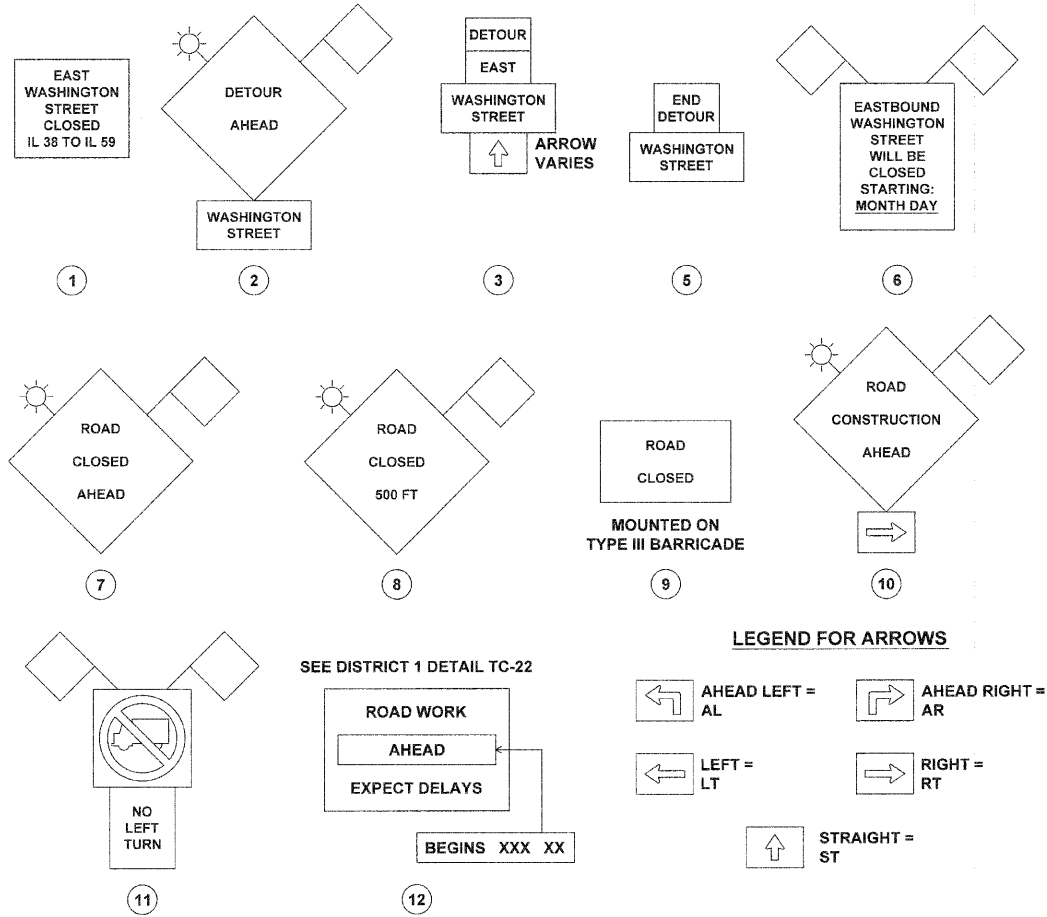 EAST
WASHINGTON
STREET
CLOSED
IL 38 TO IL 59
1
DETOUR
AHEAD
WASHINGTON
STREET
2
DETOUR
EAST
WASHINGTON
STREET
ARROW
VARIES
3
END
DETOUR
WASHINGTON
STREET
5
EASTBOUND
WASHINGTON
STREET
WILL BE
CLOSED
STARTING:
MONTH DAY
6
ROAD
CLOSED
AHEAD
7
ROAD
CLOSED
500 FT
8
ROAD
CLOSED
MOUNTED ON
TYPE III BARRICADE
9
ROAD
CONSTRUCTION
AHEAD
10
NO
LEFT
TURN
11
SEE DISTRICT 1 DETAIL TC-22
ROAD WORK
AHEAD
EXPECT DELAYS
BEGINS XXX XX
12
LEGEND FOR ARROWS
AHEAD LEFT =
AL
AHEAD RIGHT =
AR
LEFT =
LT
RIGHT =
RT
STRAIGHT =
ST